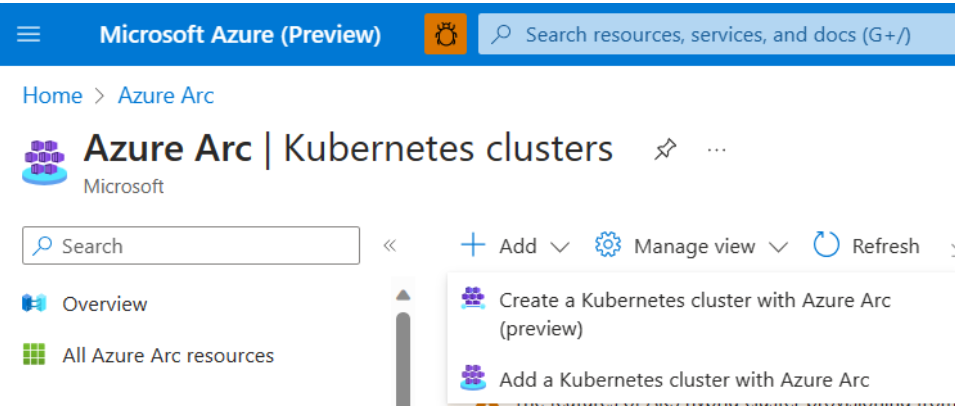 Microsoft Azure (Preview)
Search resources, services, and docs (G+/)
Home > Azure Arc
Azure Arc | Kubernetes clusters
Microsoft
Search
«
+ Add
Manage view
Refresh
Overview
All Azure Arc resources
Create a Kubernetes cluster with Azure Arc
(preview)
Add a Kubernetes cluster with Azure Arc